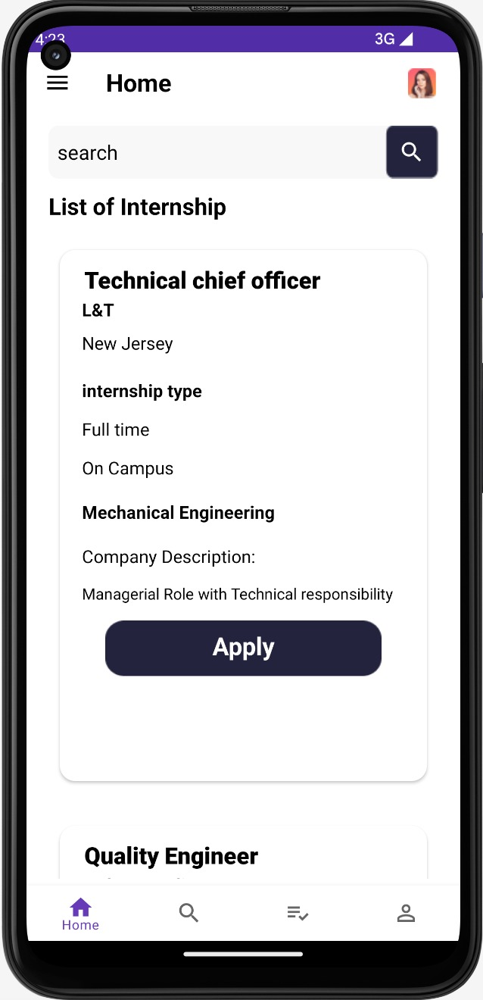 4:23
3G
Home
search
List of Internship
Technical chief officer
L&T
New Jersey
internship type
Full time
On Campus
Mechanical Engineering
Company Description:
Managerial Role with Technical responsibility
Apply
Quality Engineer
Home